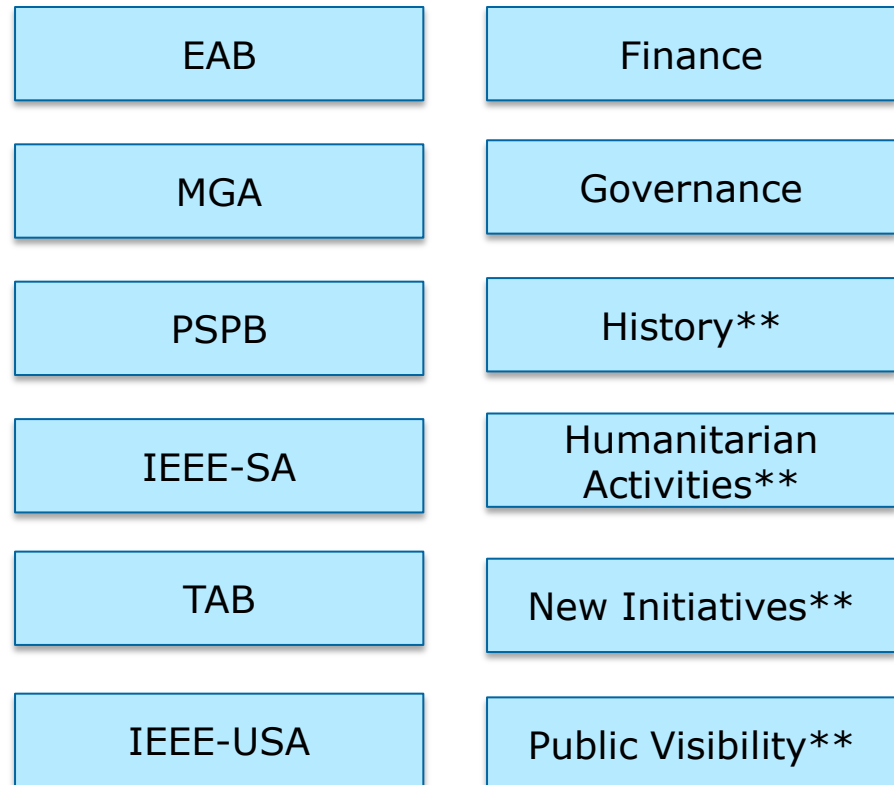 EAB
Finance
MGA
Governance
PSPB
History**
IEEE-SA
Humanitarian
Activities**
TAB
New Initiatives**
IEEE-USA
Public Visibility**